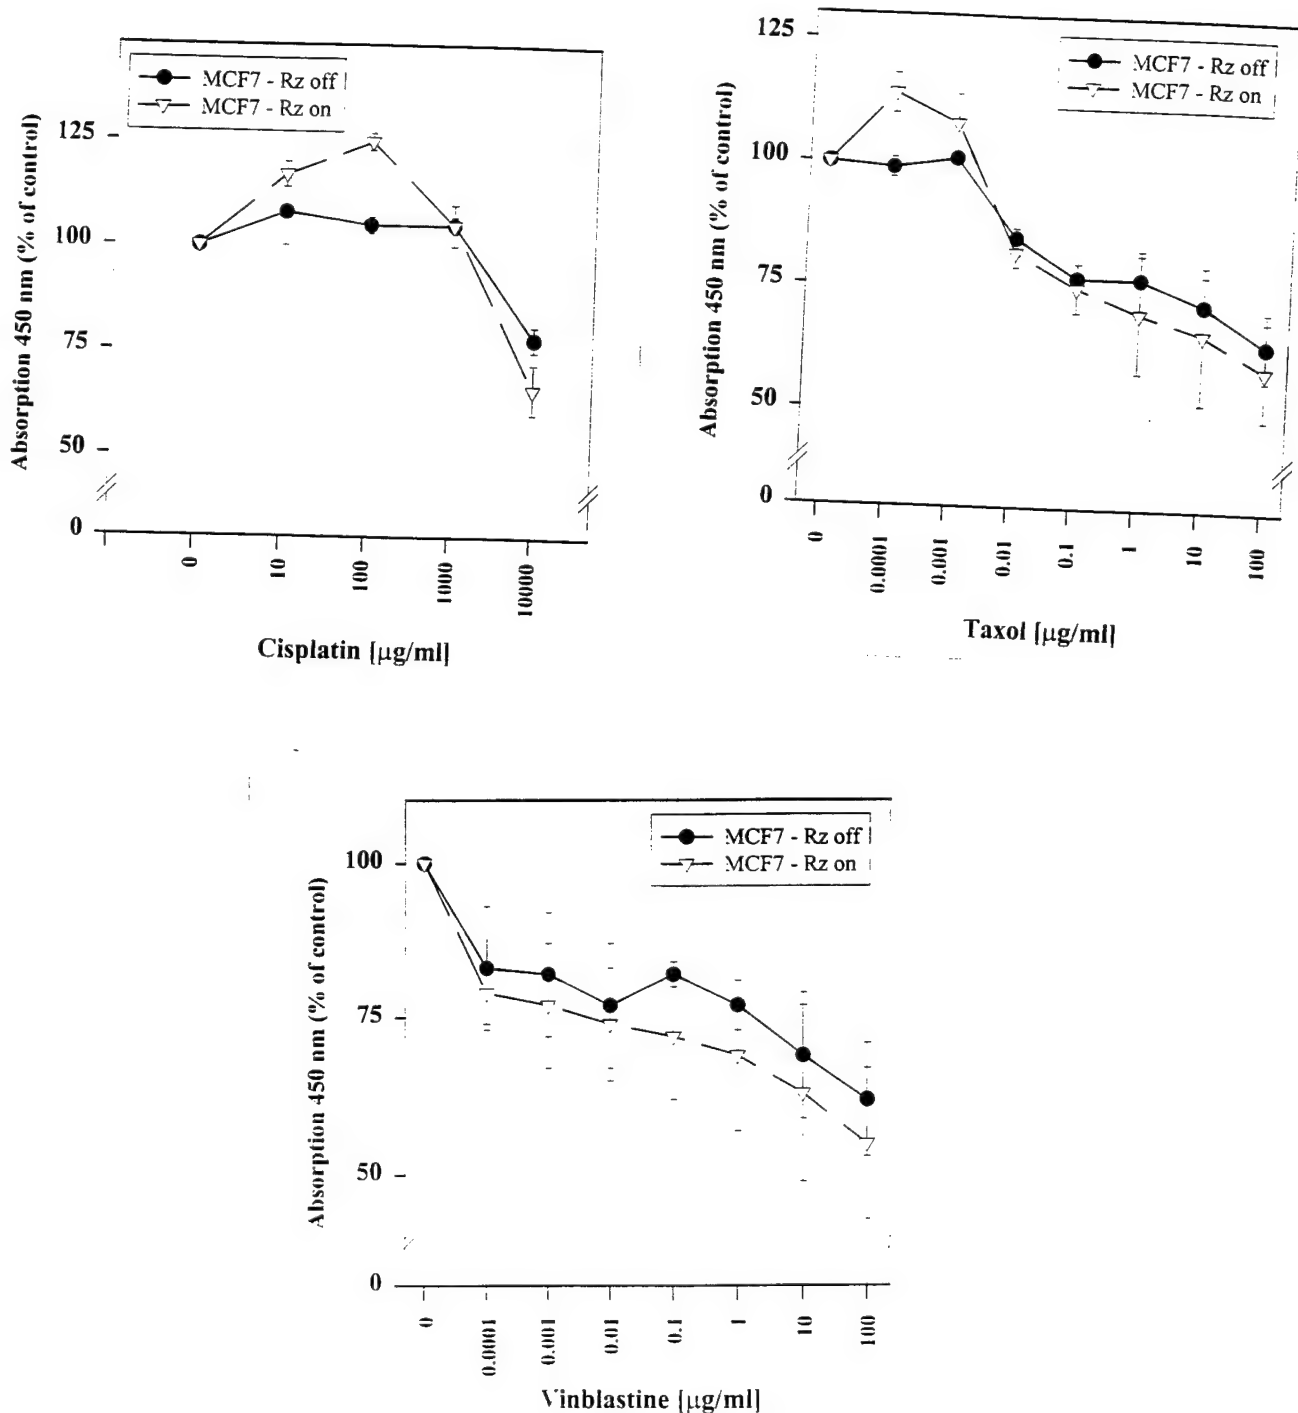 MCF7 - Rz off
MCF7 - Rz on
Absorption 450 nm (% of control)
125
100
75
50
0
0
10
100
1000
10000
Cisplatin [μg/ml]
MCF7 - Rz off
MCF7 - Rz on
Absorption 450 nm (% of control)
125
100
75
50
0
0
0.0001
0.001
0.01
0.1
1
10
100
Taxol [μg/ml]
MCF7 - Rz off
MCF7 - Rz on
Absorption 450 nm (% of control)
100
75
50
0
0
0.0001
0.001
0.01
0.1
1
10
100
Vinblastine [μg/ml]